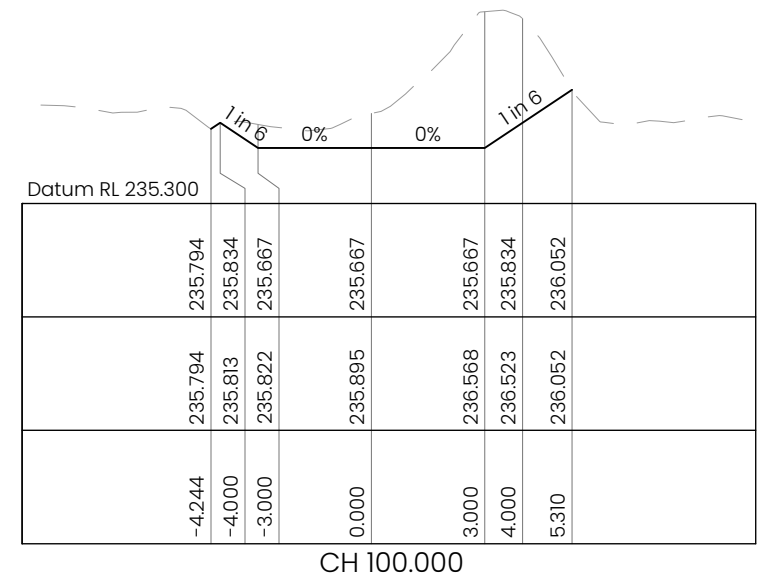 1 in 6
0%
0%
1 in 6
Datum RL 235.300
235.794 235.834 235.667 235.667 235.667 235.834 236.052
235.794 235.813 235.822 235.895 236.568 236.523 236.052
-4.244 -4.000 -3.000 0.000 3.000 4.000 5.310
CH 100.000